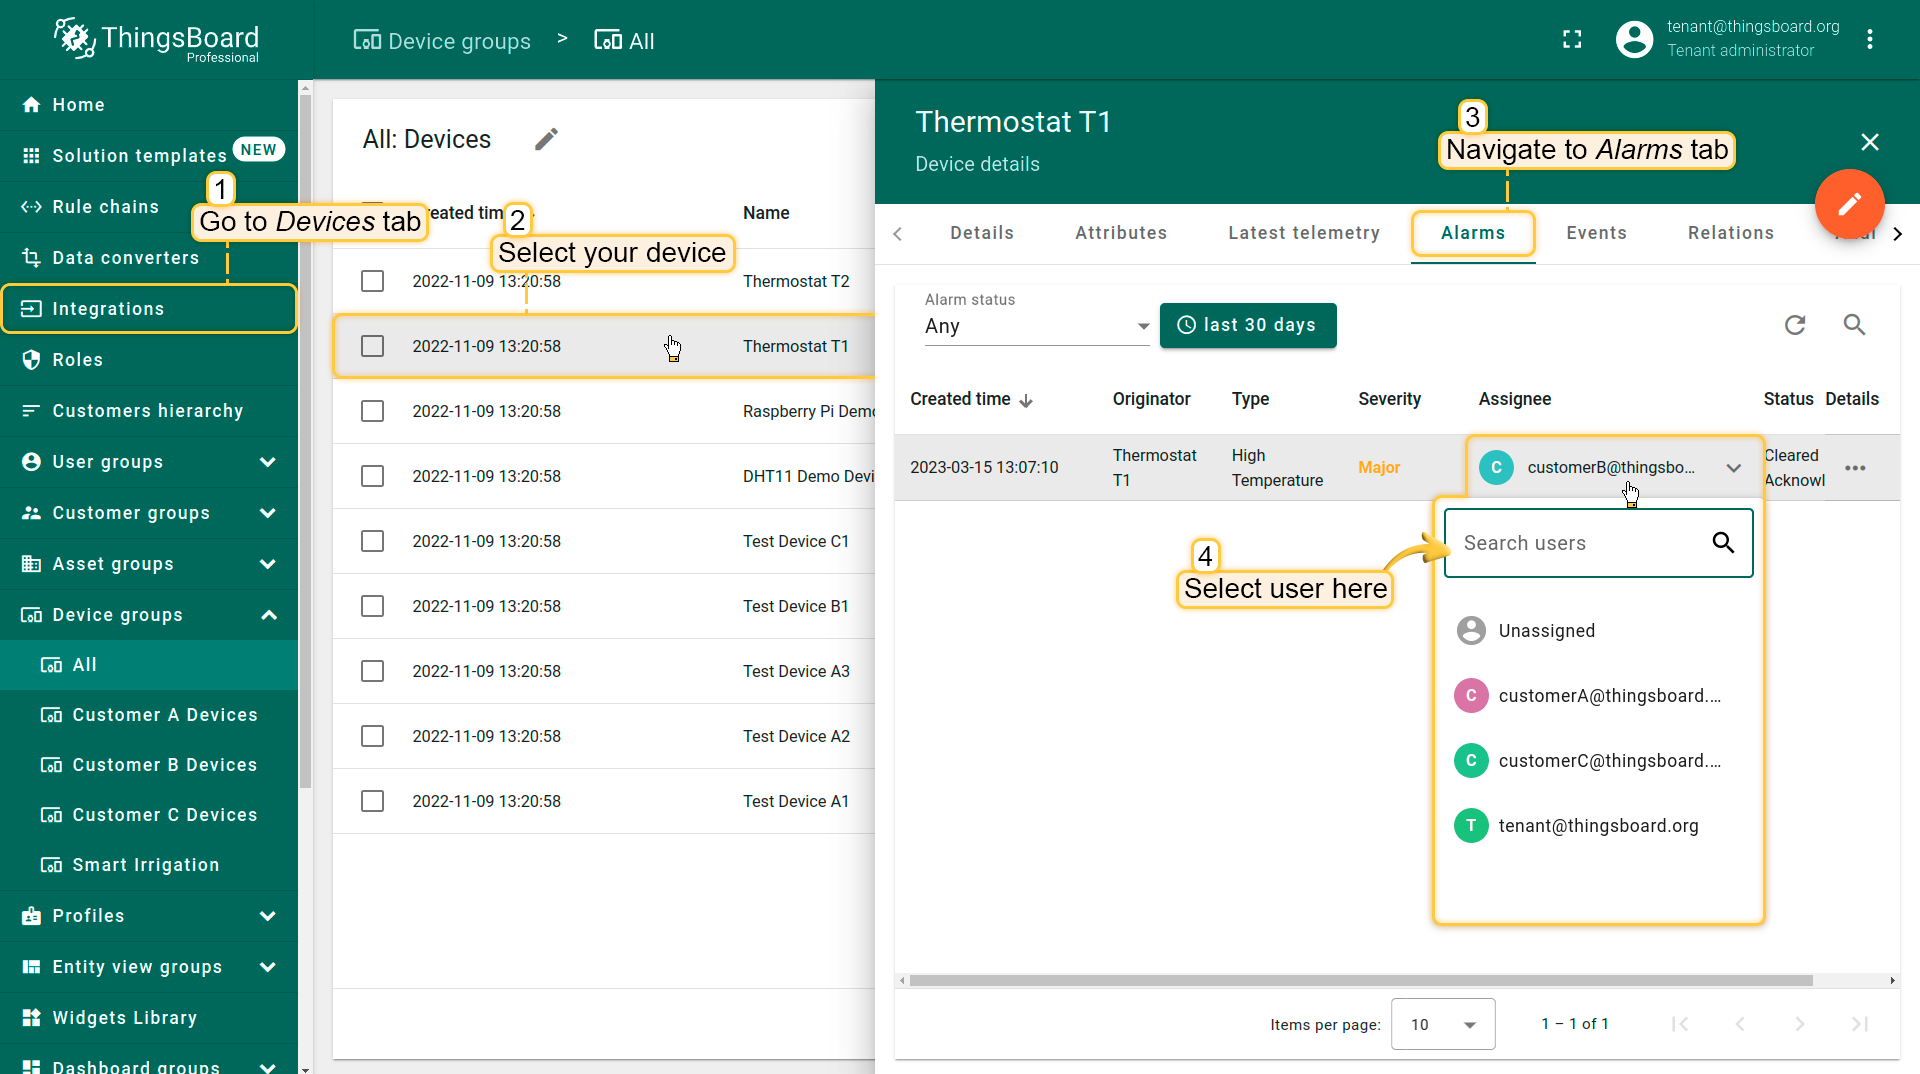 ThingsBoard
Professional
Device groups > All
tenant@thingsboard.org
Tenant administrator
Home
Solution templates NEW
Rule chains
Data converters
Integrations
Roles
Customers hierarchy
User groups
Customer groups
Asset groups
Device groups
All
Customer A Devices
Customer B Devices
Customer C Devices
Smart Irrigation
Profiles
Entity view groups
Widgets Library
Dashboard groups
1
Go to Devices tab
2
Select your device
All: Devices
reated tim
Name
2022-11-09 13:20:58 Thermostat T2
2022-11-09 13:20:58 Thermostat T1
2022-11-09 13:20:58 Raspberry Pi Dem
2022-11-09 13:20:58 DHT11 Demo Devi
2022-11-09 13:20:58 Test Device C1
2022-11-09 13:20:58 Test Device B1
2022-11-09 13:20:58 Test Device A3
2022-11-09 13:20:58 Test Device A2
2022-11-09 13:20:58 Test Device A1
Thermostat T1
Device details
3
Navigate to Alarms tab
Details Attributes Latest telemetry Alarms Events Relations
Alarm status
Any
last 30 days
Created time Originator Type Severity Assignee Status Details
2023-03-15 13:07:10
Thermostat
T1
High
Temperature
Major
C customerB@thingsbo...
Cleared
Acknowl
4
Select user here
Search users
Unassigned
C customerA@thingsboard....
C customerC@thingsboard....
T tenant@thingsboard.org
Items per page: 10 1 – 1 of 1